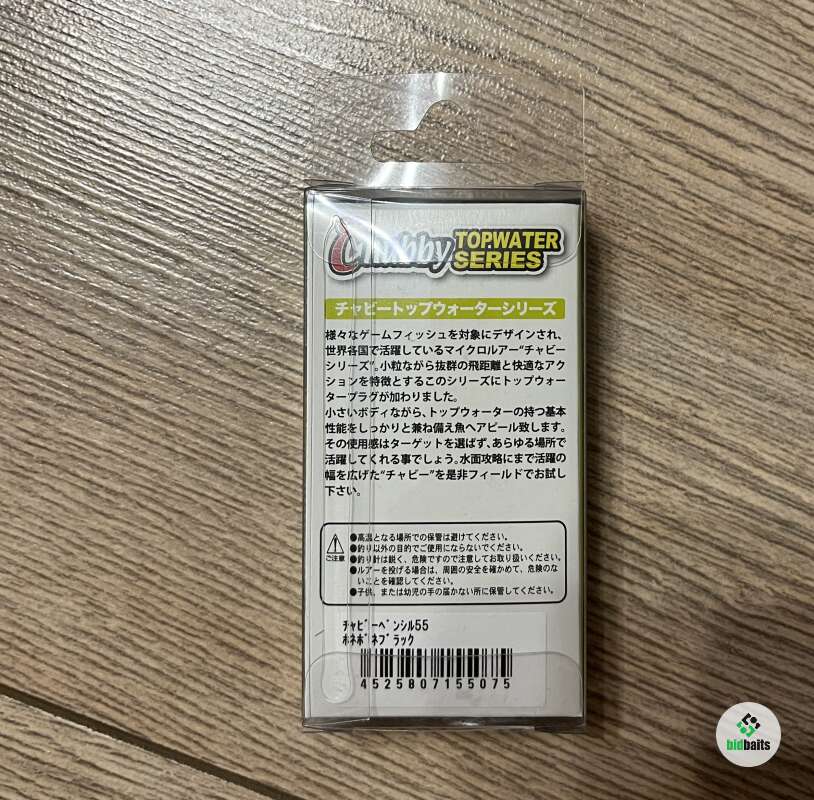 Chubby TOPWATER
SERIES
チャビートップウォーターシリーズ
様々なゲームフィッシュを対象にデザインされ、
世界各国で活躍しているマイクロルアー“チャビー
シリーズ”。小粒ながら抜群の飛距離と快適なアク
ションを特徴とするこのシリーズにトップウォー
タープラグが加わりました。
小さいボディながら、トップウォーターの持つ基本
性能をしっかりと兼ね備え魚へアピール致します。
その使用感はターゲットを選ばず、あらゆる場所で
活躍してくれる事でしょう。水面攻略にまで活躍の
幅を広げた“チャビー”を是非フィールドでお試し
下さい。
ご注意
●高温となる場所での保管は避けてください。
●釣り以外の目的でご使用にならないでください。
●釣り針は鋭く、危険ですので注意してお取り扱いください。
●ルアーを投げる場合は、周囲の安全を確かめて、危険のな
いことを確認してください。
●子供、または幼児の手の届かない所に保管してください。
ﾁｬﾋﾞｰﾍﾟﾝｼﾙ55
ﾎﾈﾎﾞﾈﾌﾞﾗｯｸ
4525807155075
bidbaits